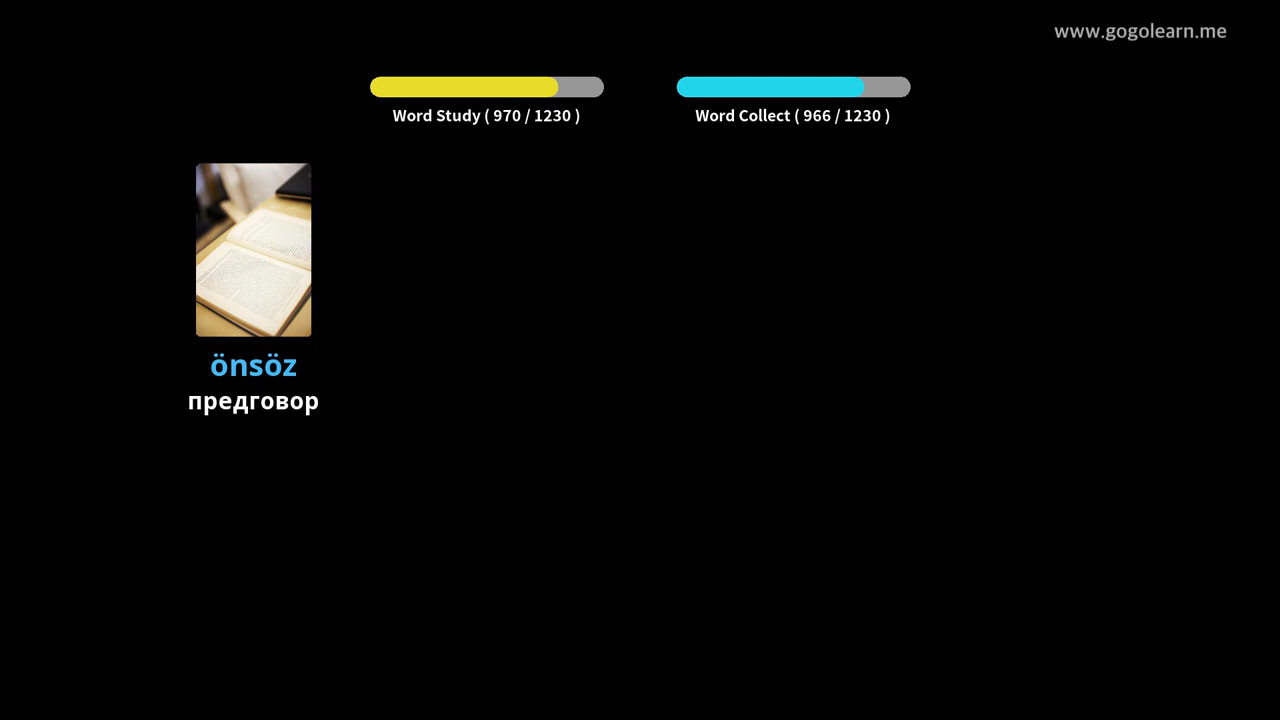 www.gogolearn.me
Word Study ( 970 / 1230 )
Word Collect ( 966 / 1230 )
önsöz
предговор